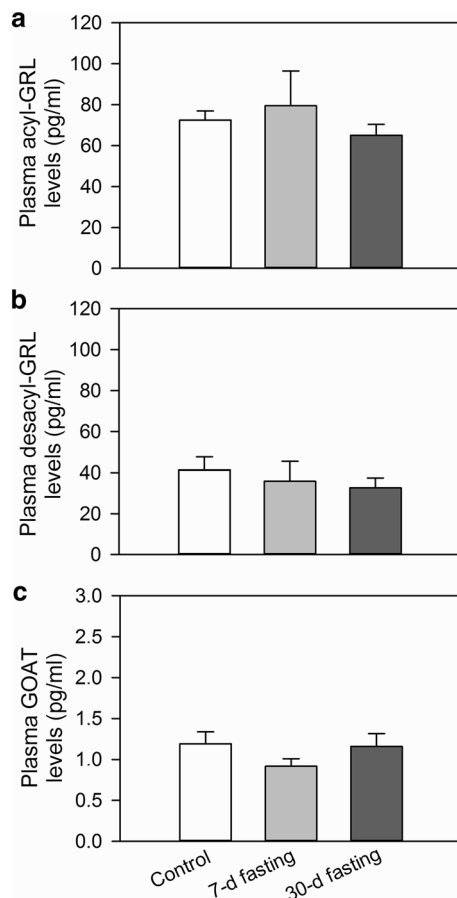 a
Plasma acyl-GRL
levels (pg/ml)
120
100
80
60
40
20
0
b
Plasma desacyl-GRL
levels (pg/ml)
120
100
80
60
40
20
0
c
Plasma GOAT
levels (pg/ml)
3.0
2.5
2.0
1.5
1.0
0.5
0.0
Control
7-d fasting
30-d fasting